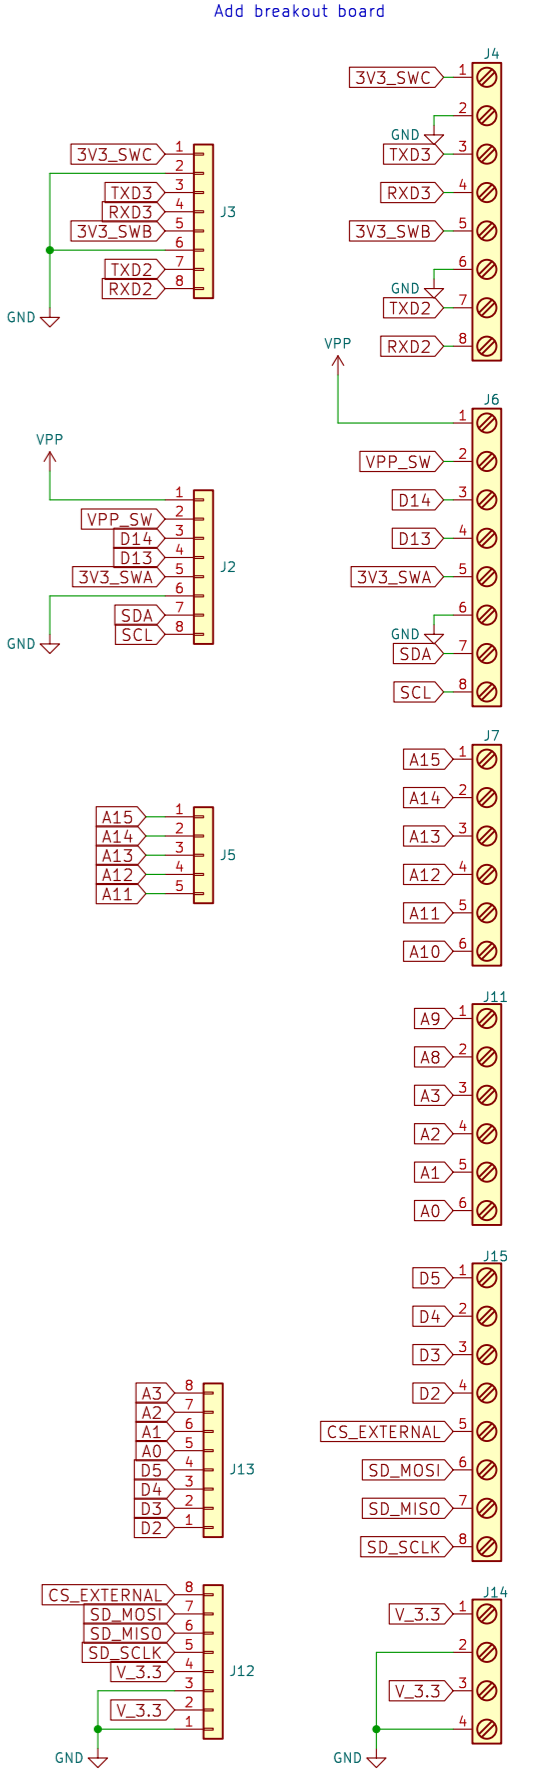 Add breakout board
J3
3V3_SWC 1
2
TXD3 3
RXD3 4
3V3_SWB 5
6
TXD2 7
RXD2 8
GND
VPP
J2
1
VPP_SW 2
D14 3
D13 4
3V3_SWA 5
6
SDA 7
SCL 8
GND
J5
A15 1
A14 2
A13 3
A12 4
A11 5
J13
A3 8
A2 7
A1 6
A0 5
D5 4
D4 3
D3 2
D2 1
J12
CS_EXTERNAL 8
SD_MOSI 7
SD_MISO 6
SD_SCLK 5
V_3.3 4
3
V_3.3 2
1
GND
J4
3V3_SWC 1
2
GND
TXD3 3
RXD3 4
3V3_SWB 5
6
GND
TXD2 7
RXD2 8
VPP
J6
1
VPP_SW 2
D14 3
D13 4
3V3_SWA 5
6
GND
SDA 7
SCL 8
J7
A15 1
A14 2
A13 3
A12 4
A11 5
A10 6
J11
A9 1
A8 2
A3 3
A2 4
A1 5
A0 6
J15
D5 1
D4 2
D3 3
D2 4
CS_EXTERNAL 5
SD_MOSI 6
SD_MISO 7
SD_SCLK 8
J14
V_3.3 1
2
V_3.3 3
4
GND